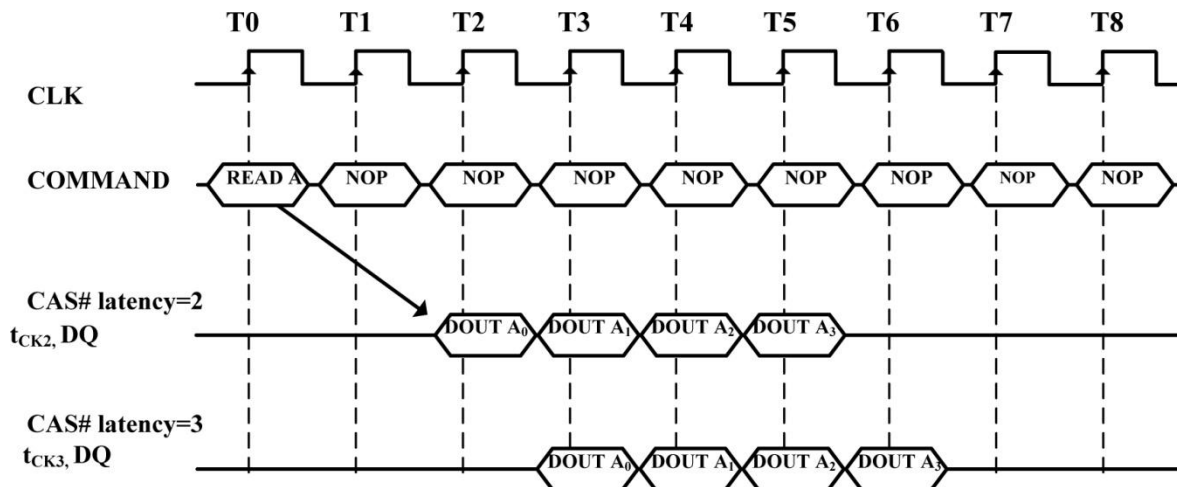 T0 T1 T2 T3 T4 T5 T6 T7 T8
CLK
COMMAND READ A NOP NOP NOP NOP NOP NOP NOP NOP
CAS# latency=2
tCK2, DQ DOUT A0 DOUT A1 DOUT A2 DOUT A3
CAS# latency=3
tCK3, DQ DOUT A0 DOUT A1 DOUT A2 DOUT A3